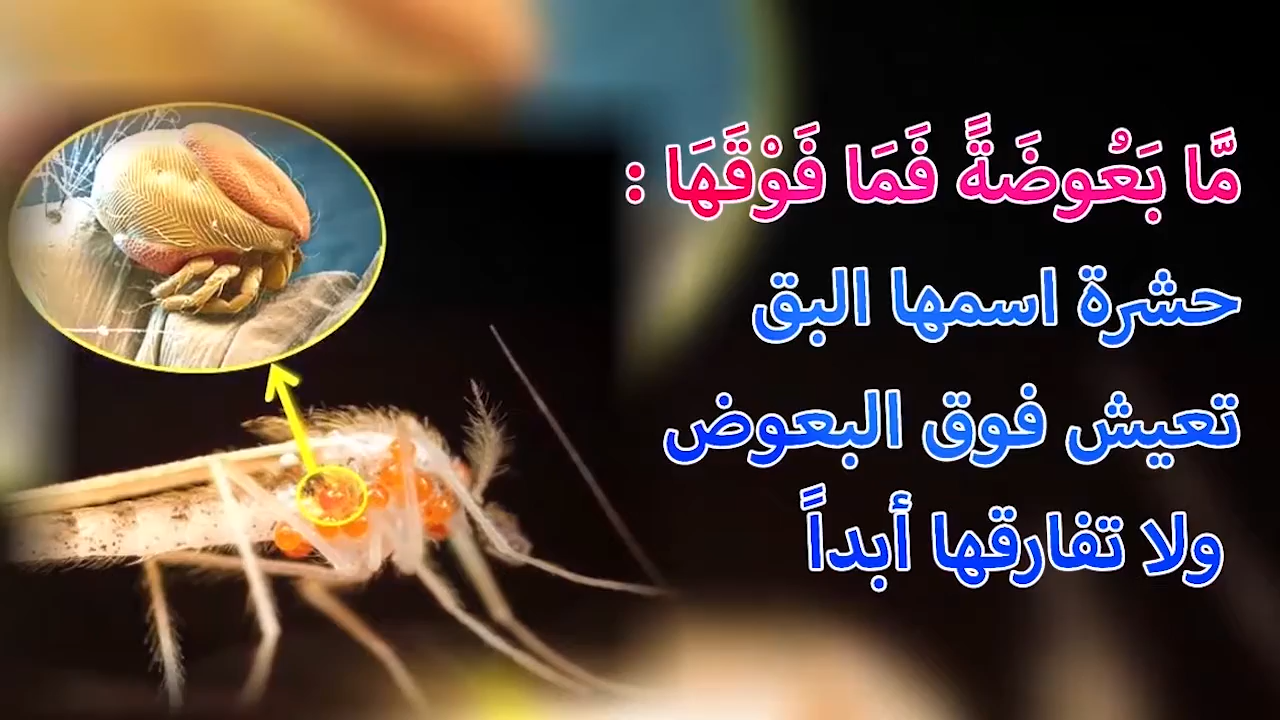 مَّا بَعُوضَةً فَمَا فَوْقَهَا :
حشرة اسمها البق
تعيش فوق البعوض
ولا تفارقها أبداً